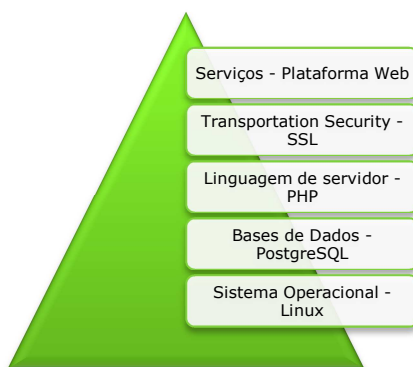 Serviços - Plataforma Web
Transportation Security -
SSL
Linguagem de servidor -
PHP
Bases de Dados -
PostgreSQL
Sistema Operacional -
Linux